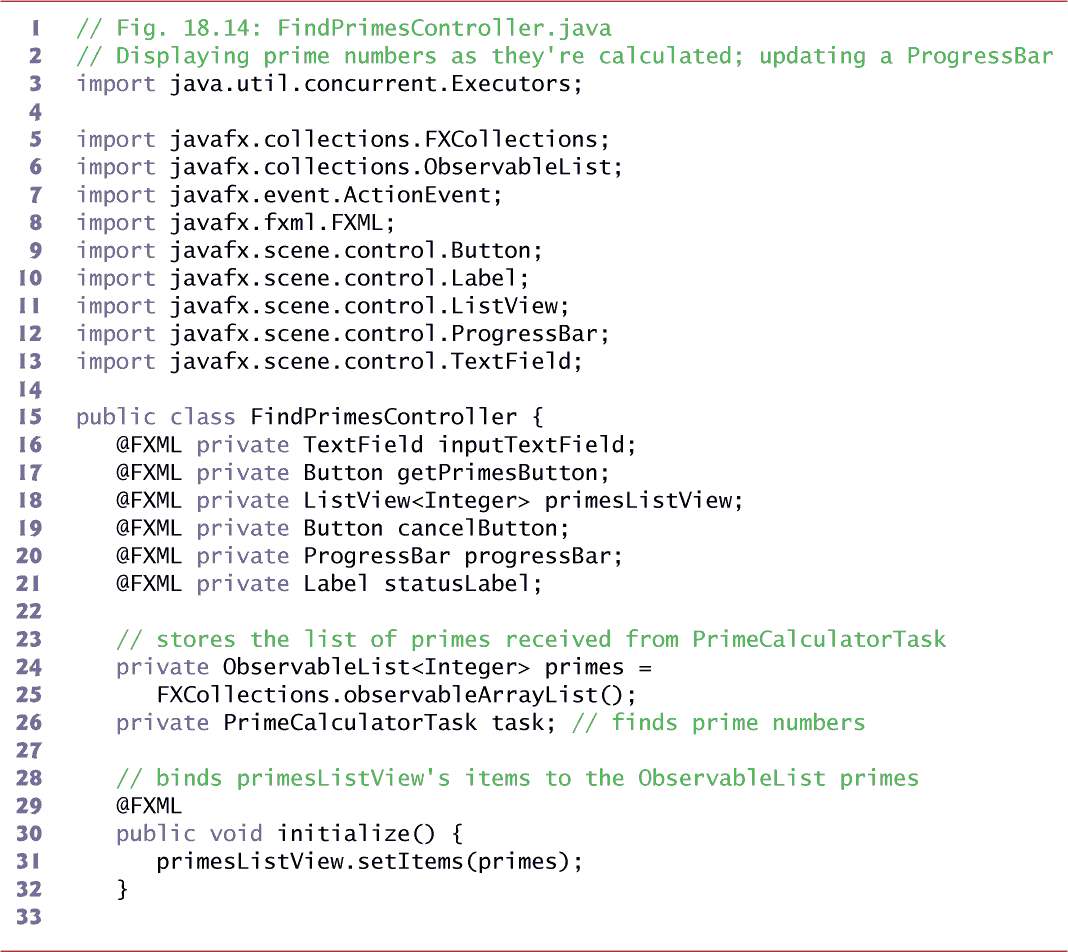 1 // Fig. 18.14: FindPrimesController.java
2 // Displaying prime numbers as they're calculated; updating a ProgressBar
3 import java.util.concurrent.Executors;
4
5 import javafx.collections.FXCollections;
6 import javafx.collections.ObservableList;
7 import javafx.event.ActionEvent;
8 import javafx.fxml.FXML;
9 import javafx.scene.control.Button;
10 import javafx.scene.control.Label;
11 import javafx.scene.control.ListView;
12 import javafx.scene.control.ProgressBar;
13 import javafx.scene.control.TextField;
14
15 public class FindPrimesController {
16    @FXML private TextField inputTextField;
17    @FXML private Button getPrimesButton;
18    @FXML private ListView<Integer> primesListView;
19    @FXML private Button cancelButton;
20    @FXML private ProgressBar progressBar;
21    @FXML private Label statusLabel;
22
23    // stores the list of primes received from PrimeCalculatorTask
24    private ObservableList<Integer> primes =
25       FXCollections.observableArrayList();
26    private PrimeCalculatorTask task; // finds prime numbers
27
28    // binds primesListView's items to the ObservableList primes
29    @FXML
30    public void initialize() {
31       primesListView.setItems(primes);
32    }
33